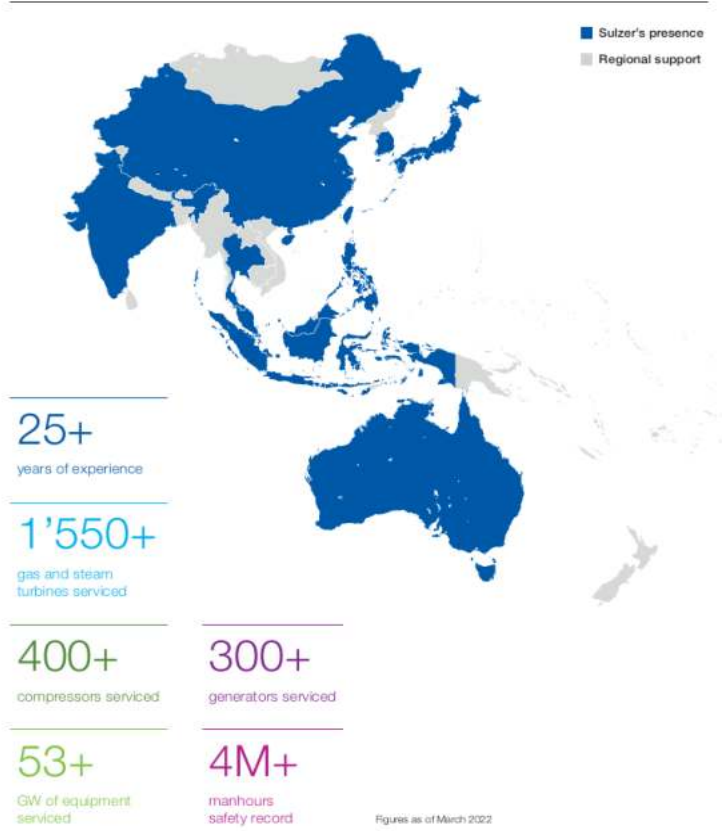 Sulzer's presence
Regional support
25+
years of experience
1'550+
gas and steam
turbines serviced
400+
compressors serviced
300+
generators serviced
53+
GW of equipment
serviced
4M+
manhours
safety record
Figures as of March 2022